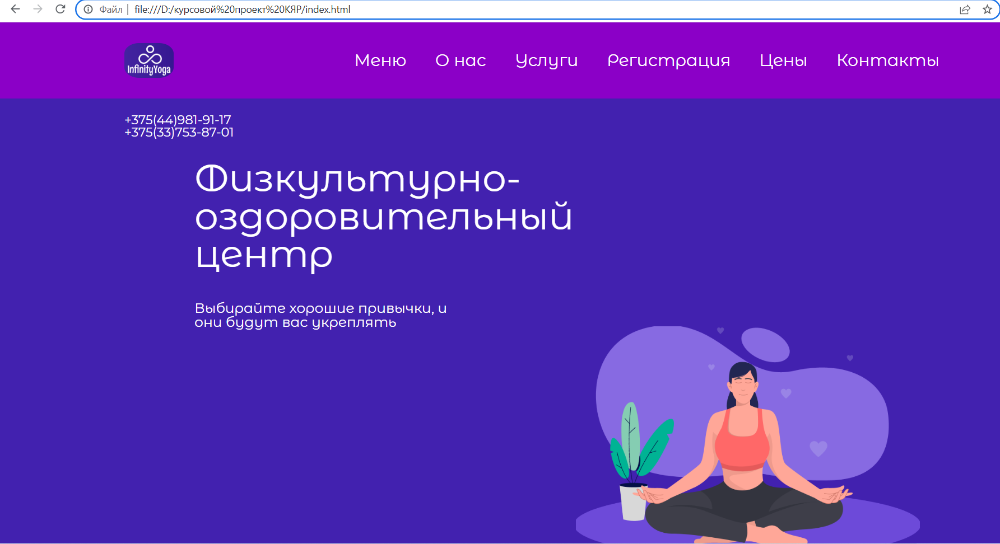 Файл
file:///D:/курсовой%20проект%20КЯР/index.html
InfinityYoga
Меню О нас Услуги Регистрация Цены Контакты
+375(44)981-91-17
+375(33)753-87-01
Физкультурно-
оздоровительный
центр
Выбирайте хорошие привычки, и
они будут вас укреплять